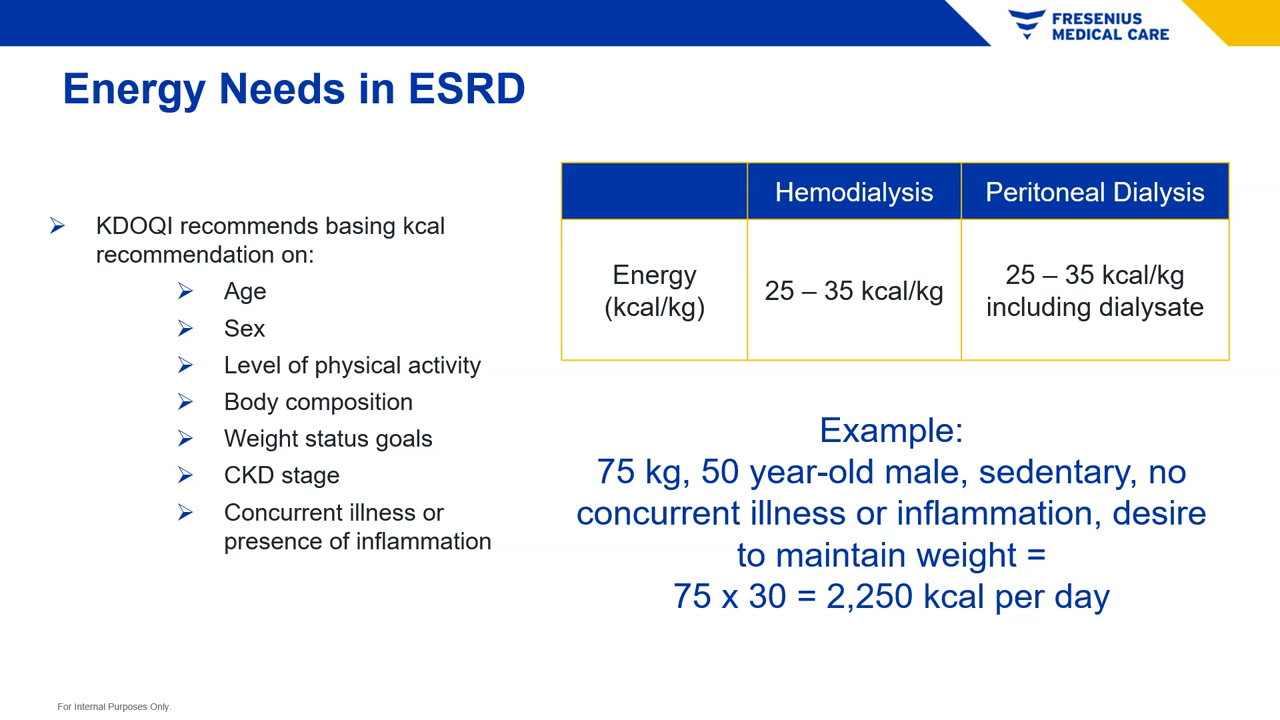 FRESENIUS
MEDICAL CARE
Energy Needs in ESRD
➢ KDOQI recommends basing kcal
recommendation on:
➢ Age
➢ Sex
➢ Level of physical activity
➢ Body composition
➢ Weight status goals
➢ CKD stage
➢ Concurrent illness or
presence of inflammation
Hemodialysis
Peritoneal Dialysis
Energy
(kcal/kg)
25 – 35 kcal/kg
25 – 35 kcal/kg
including dialysate
Example:
75 kg, 50 year-old male, sedentary, no
concurrent illness or inflammation, desire
to maintain weight =
75 x 30 = 2,250 kcal per day
For Internal Purposes Only.